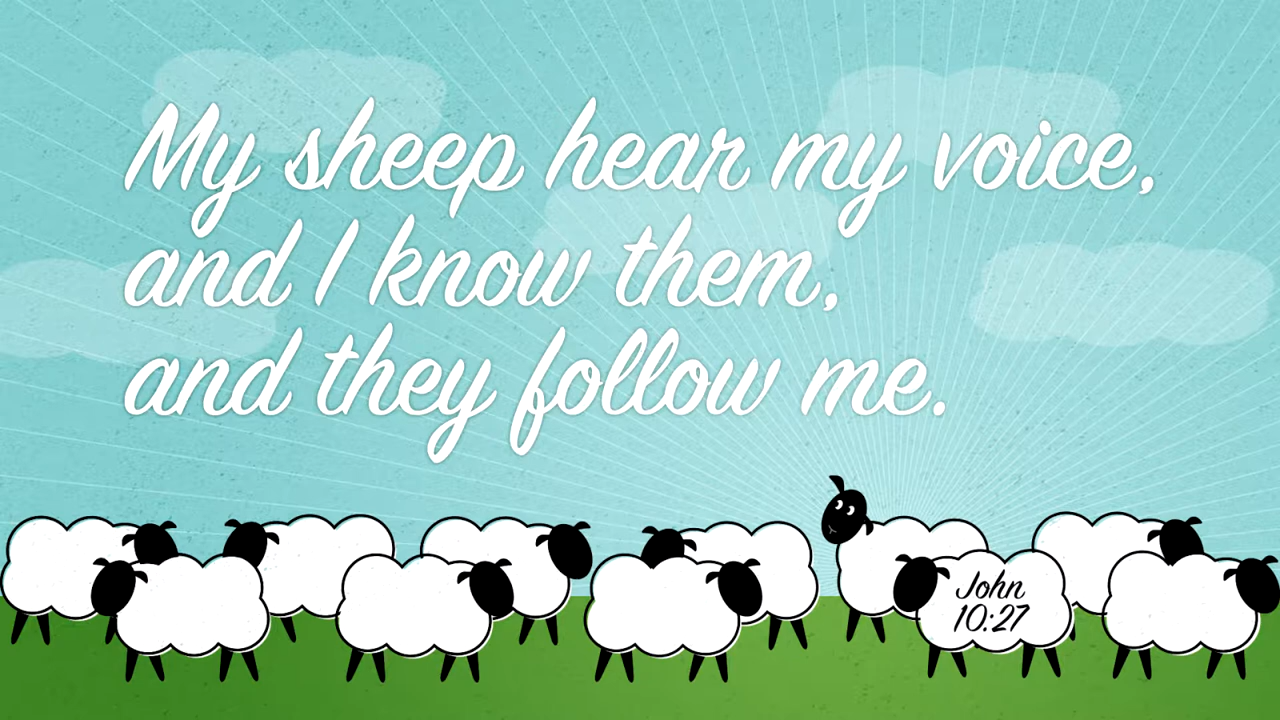 My sheep hear my voice,
and I know them,
and they follow me.
John
10:27